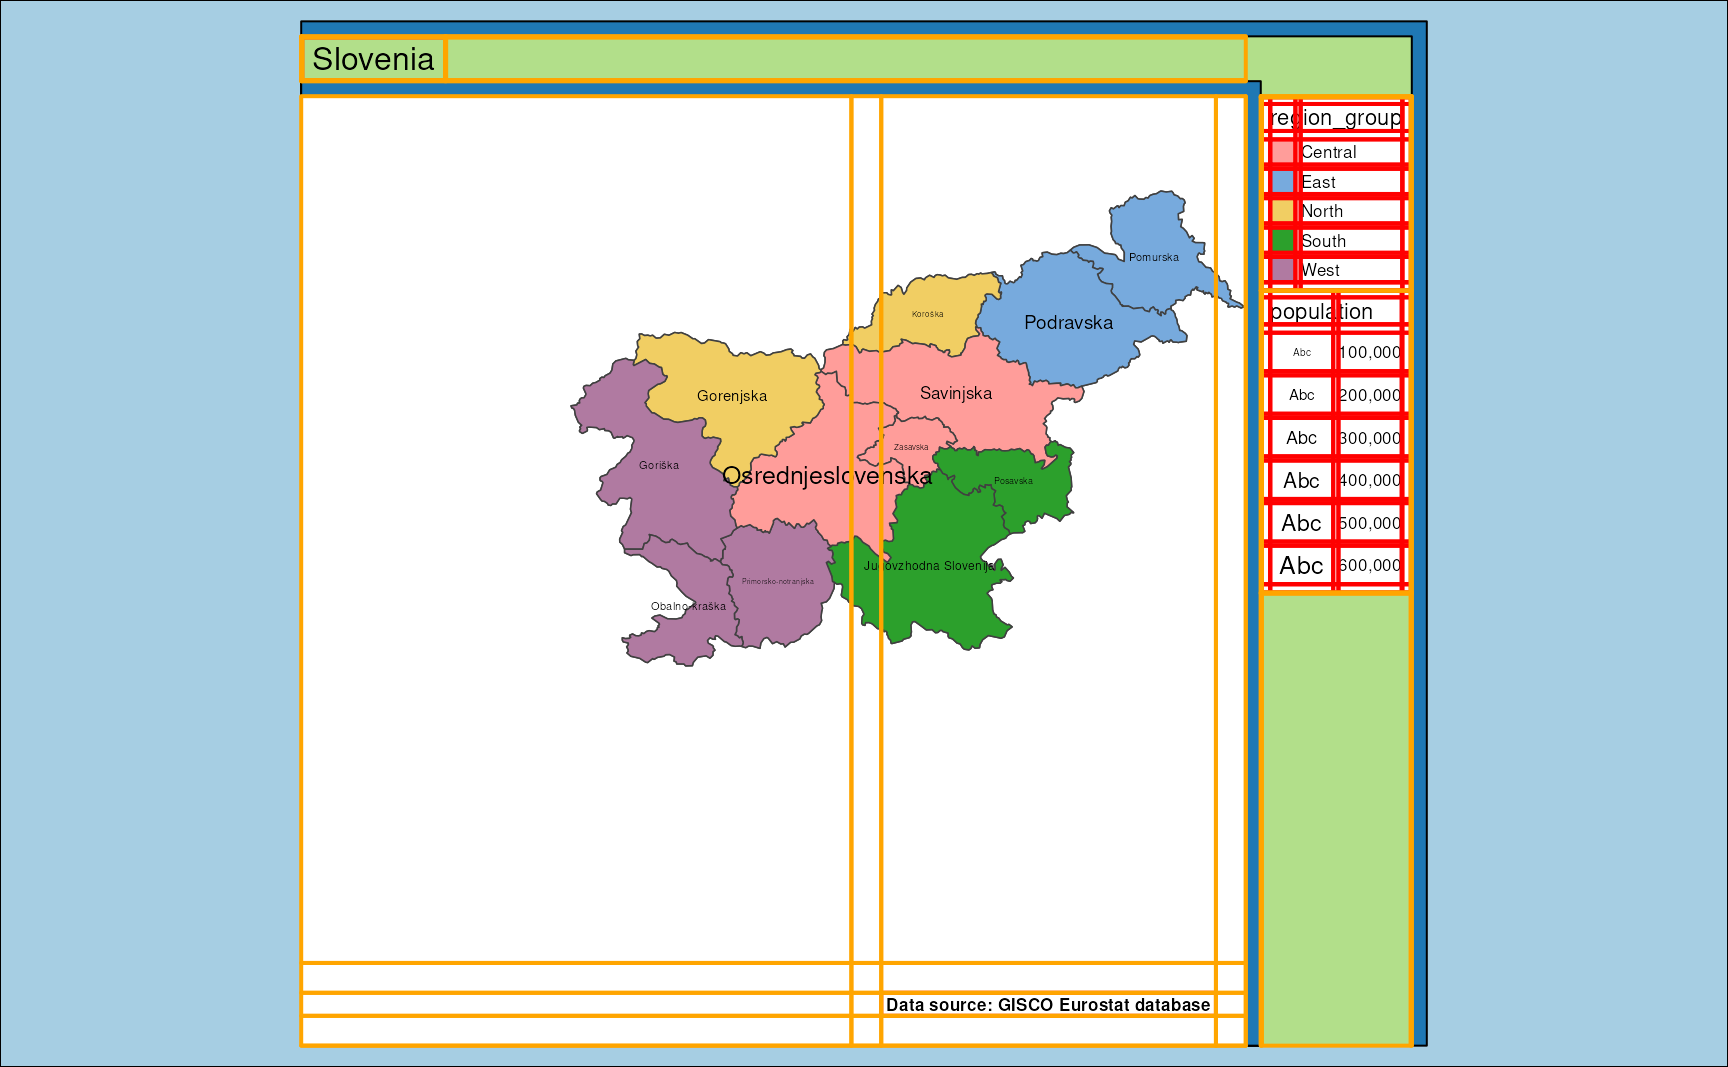 Slovenia
region_group
Central
East
North
South
West
population
Abc 100,000
Abc 200,000
Abc 300,000
Abc 400,000
Abc 500,000
Abc 600,000
Pomurska
Koroška
Podravska
Gorenjska
Savinjska
Zasavska
Goriška
Osrednjeslovenska
Posavska
Jugovzhodna Slovenija
Primorsko-notranjska
Obalno-kraška
Data source: GISCO Eurostat database